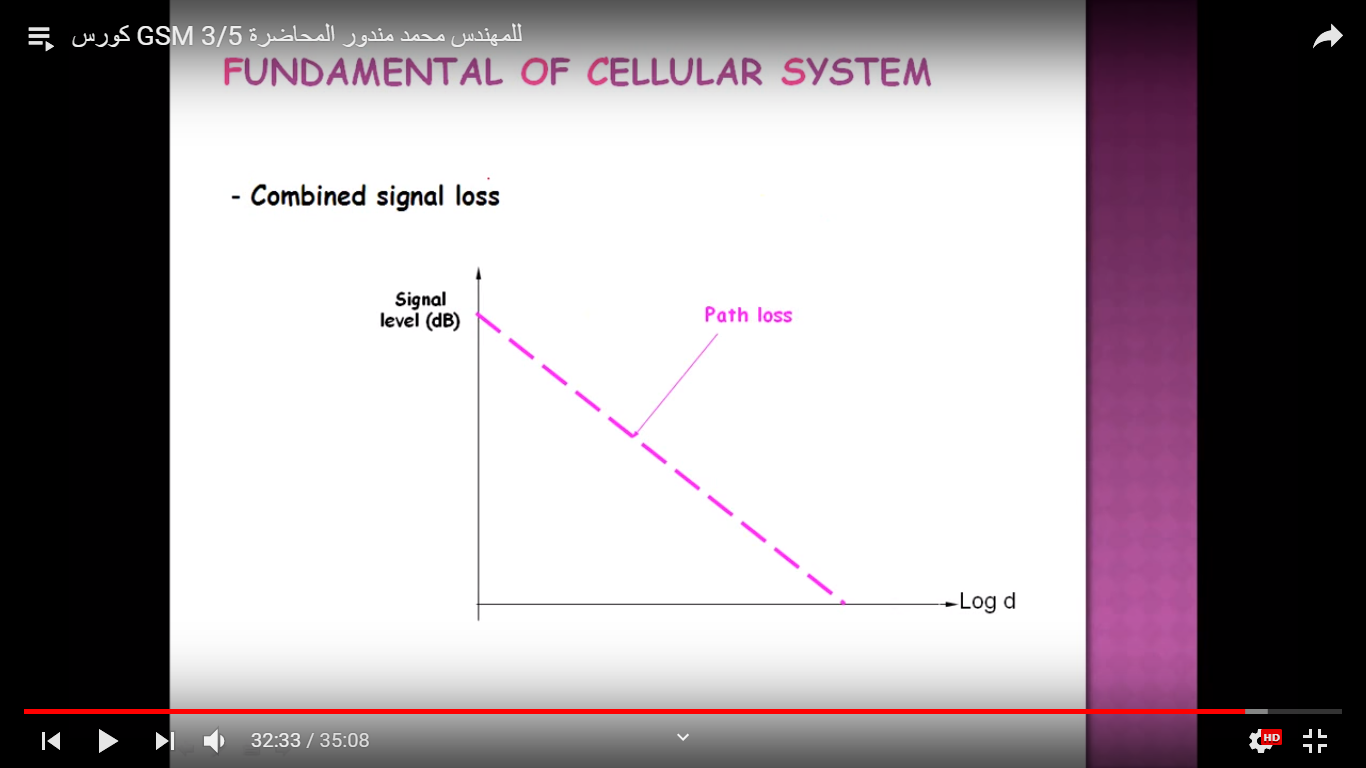 كورس GSM 3/5 للمهندس محمد مندور المحاضرة
FUNDAMENTAL OF CELLULAR SYSTEM
- Combined signal loss
Signal
level (dB)
Path loss
Log d
32:33 / 35:08
HD